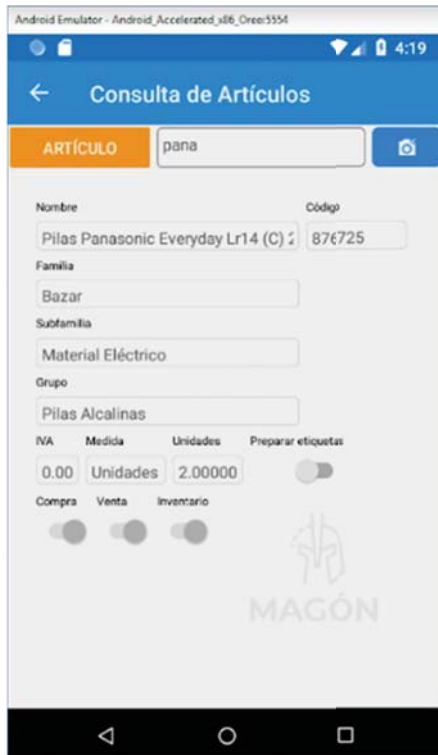 Android Emulator - Android_Accelerated_x86_Oreo:5554
4:19
Consulta de Artículos
ARTÍCULO pana
Nombre Código
Pilas Panasonic Everyday Lr14 (C) 2 876725
Familia
Bazar
Subfamilia
Material Eléctrico
Grupo
Pilas Alcalinas
IVA Medida Unidades Preparar etiquetas
0.00 Unidades 2.00000
Compra Venta Inventario
MAGÓN